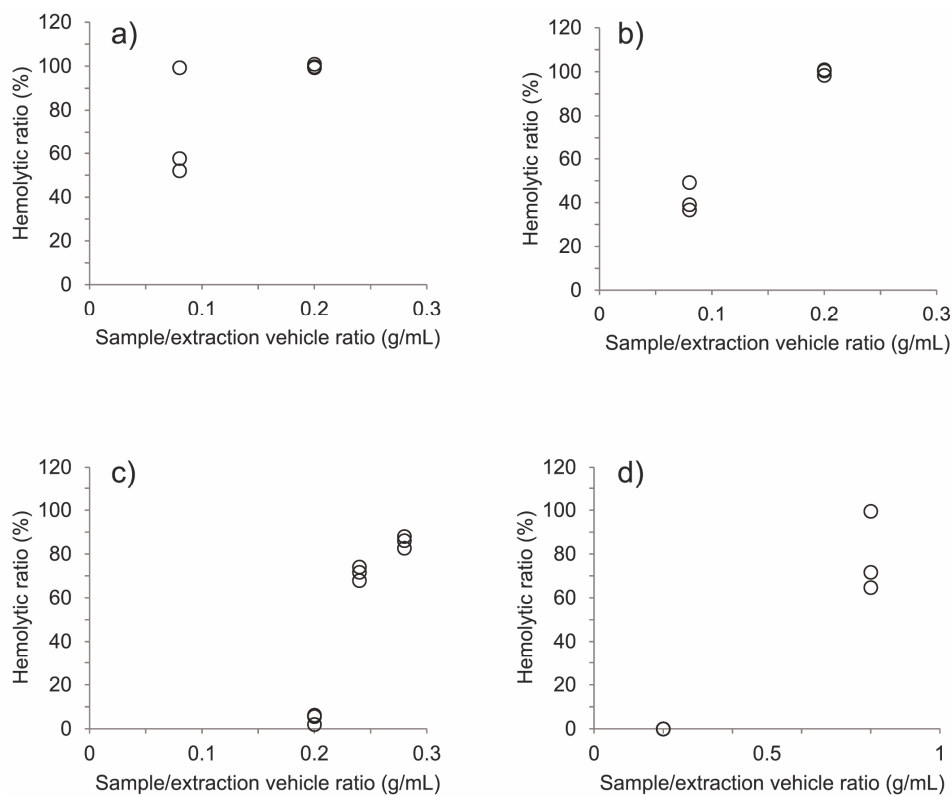 a)
Hemolytic ratio (%)
120
100
80
60
40
20
0
0 0.1 0.2 0.3
Sample/extraction vehicle ratio (g/mL)
b)
Hemolytic ratio (%)
120
100
80
60
40
20
0
0 0.1 0.2 0.3
Sample/extraction vehicle ratio (g/mL)
c)
Hemolytic ratio (%)
120
100
80
60
40
20
0
0 0.1 0.2 0.3
Sample/extraction vehicle ratio (g/mL)
d)
Hemolytic ratio (%)
120
100
80
60
40
20
0
0 0.5 1
Sample/extraction vehicle ratio (g/mL)